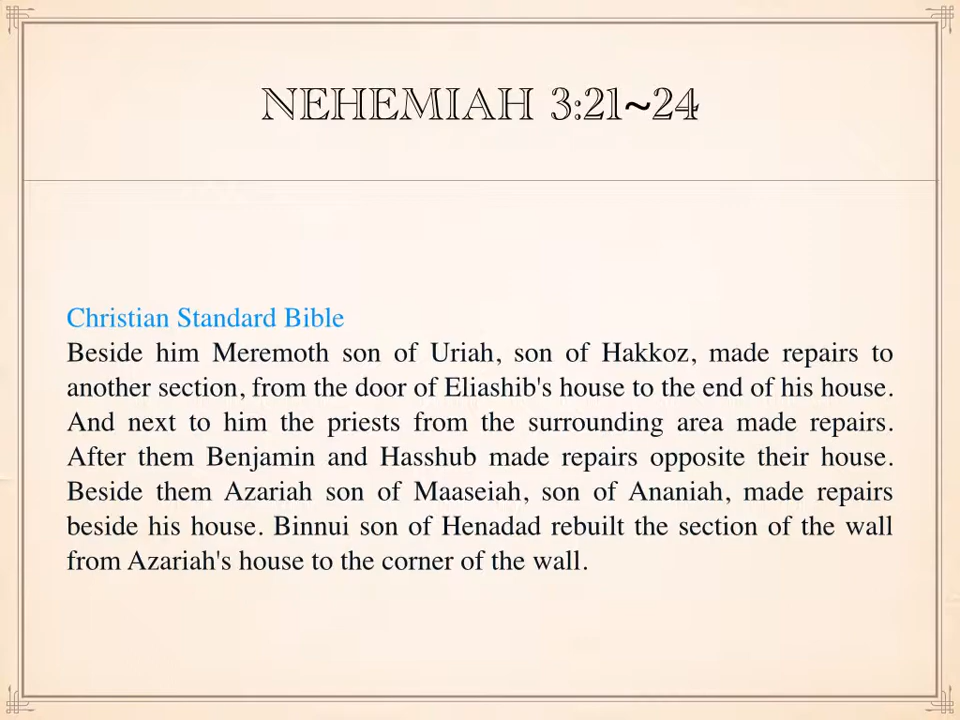 NEHEMIAH 3:21~24
Christian Standard Bible
Beside him Meremoth son of Uriah, son of Hakkoz, made repairs to
another section, from the door of Eliashib's house to the end of his house.
And next to him the priests from the surrounding area made repairs.
After them Benjamin and Hasshub made repairs opposite their house.
Beside them Azariah son of Maaseiah, son of Ananiah, made repairs
beside his house. Binnui son of Henadad rebuilt the section of the wall
from Azariah's house to the corner of the wall.